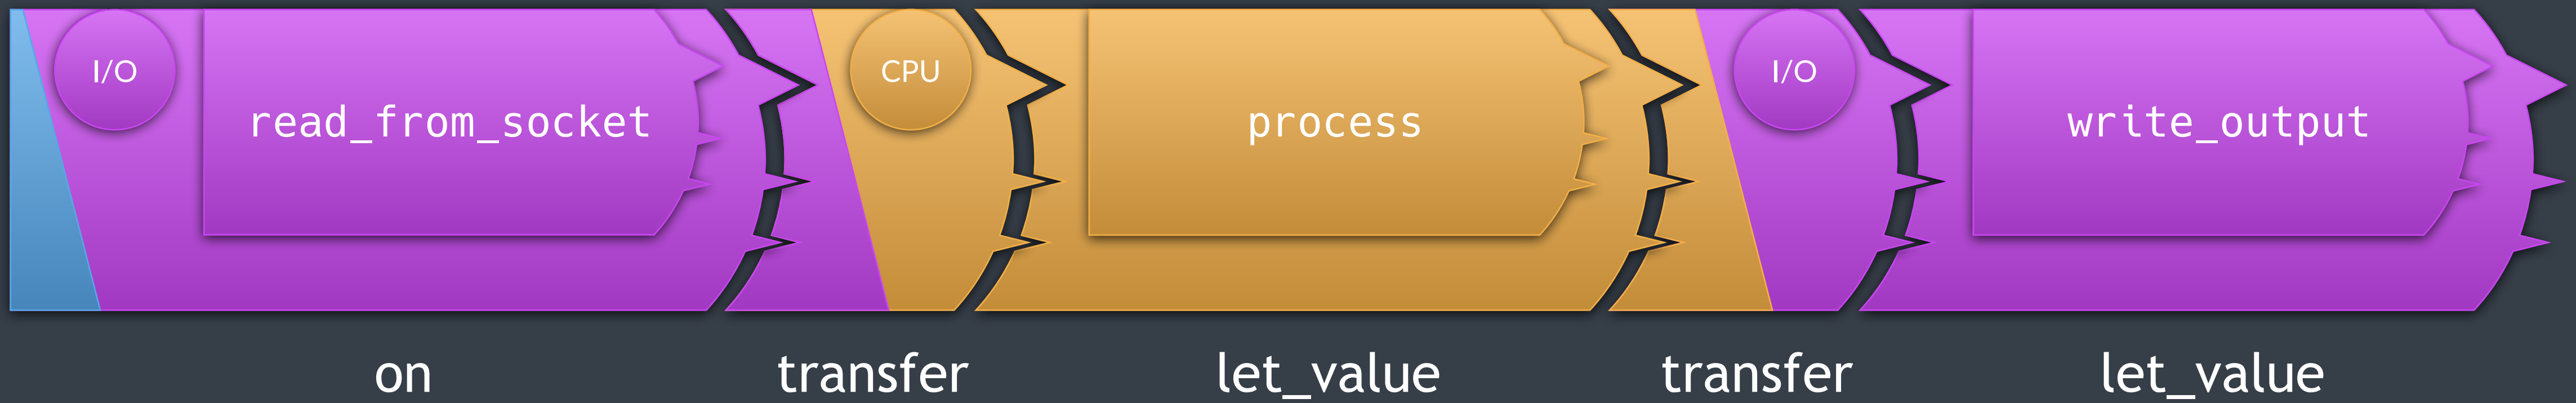 I/O
read_from_socket
CPU
process
I/O
write_output
on
transfer
let_value
transfer
let_value